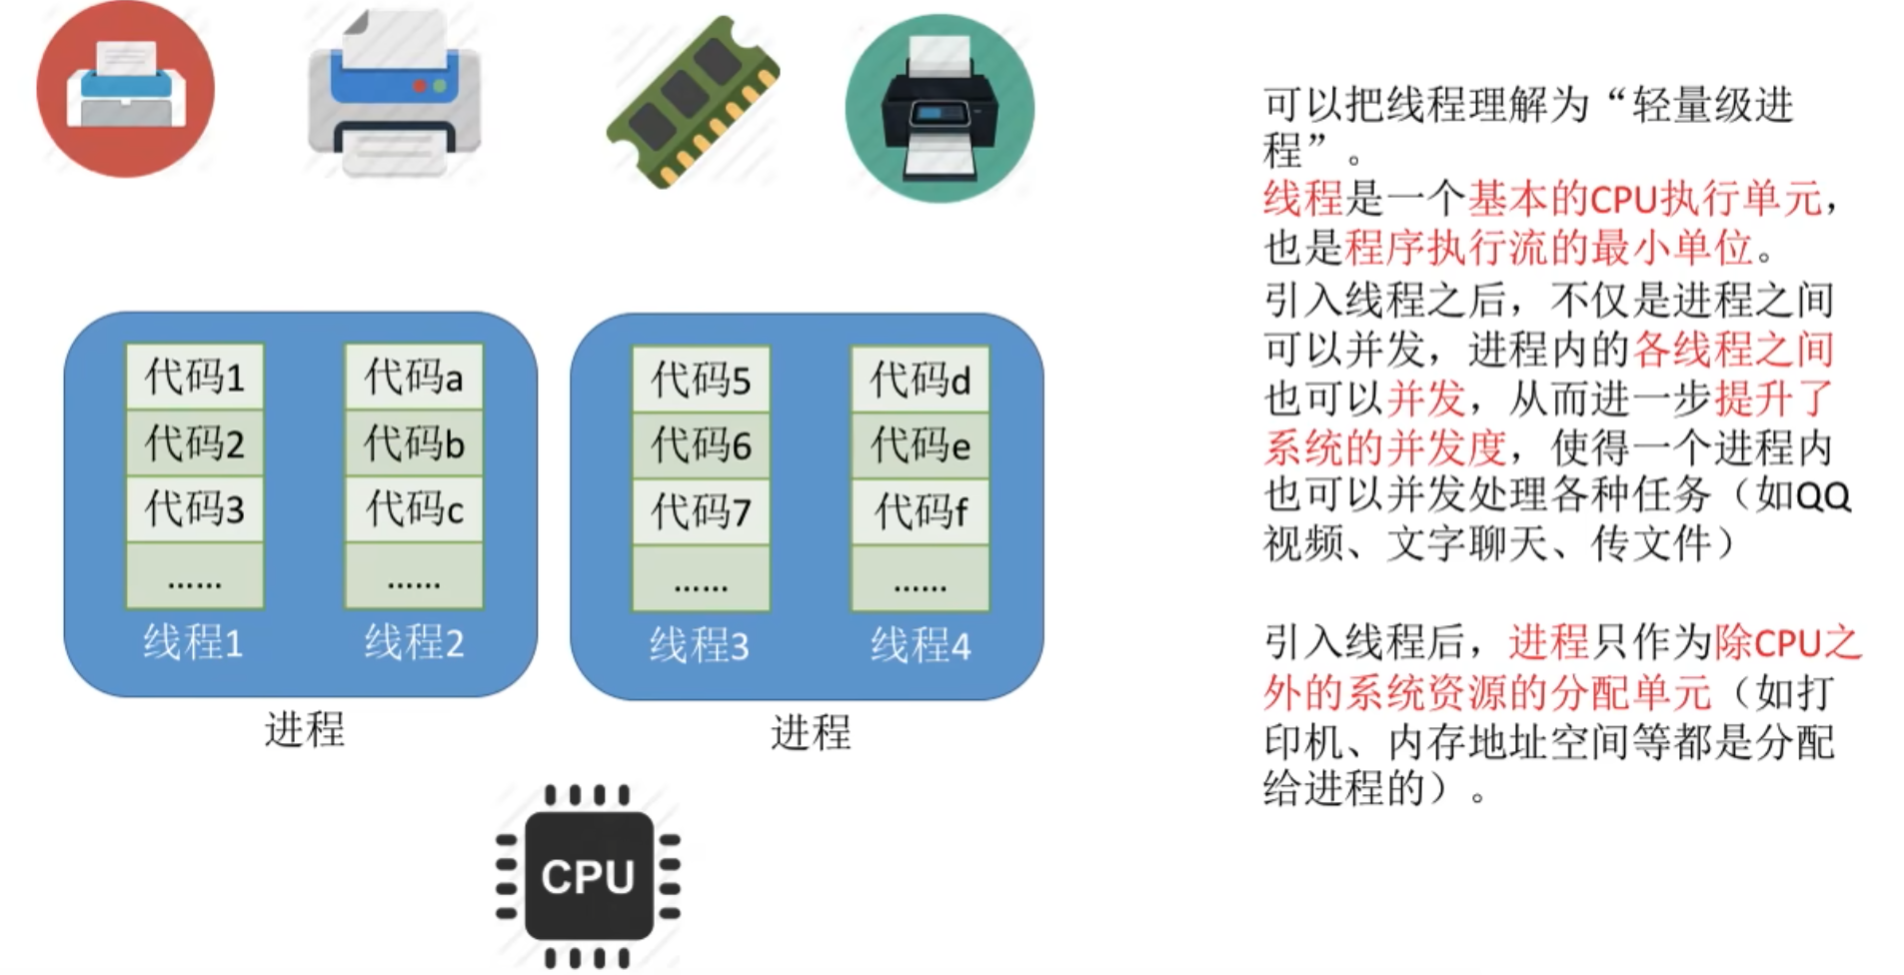 代码1
代码2
代码3
……
线程1
代码a
代码b
代码c
……
线程2
进程
代码5
代码6
代码7
……
线程3
代码d
代码e
代码f
……
线程4
进程
CPU
可以把线程理解为“轻量级进
程”。
线程是一个基本的CPU执行单元，
也是程序执行流的最小单位。
引入线程之后，不仅是进程之间
可以并发，进程内的各线程之间
也可以并发，从而进一步提升了
系统的并发度，使得一个进程内
也可以并发处理各种任务（如QQ
视频、文字聊天、传文件）
引入线程后，进程只作为除CPU之
外的系统资源的分配单元（如打
印机、内存地址空间等都是分配
给进程的）。